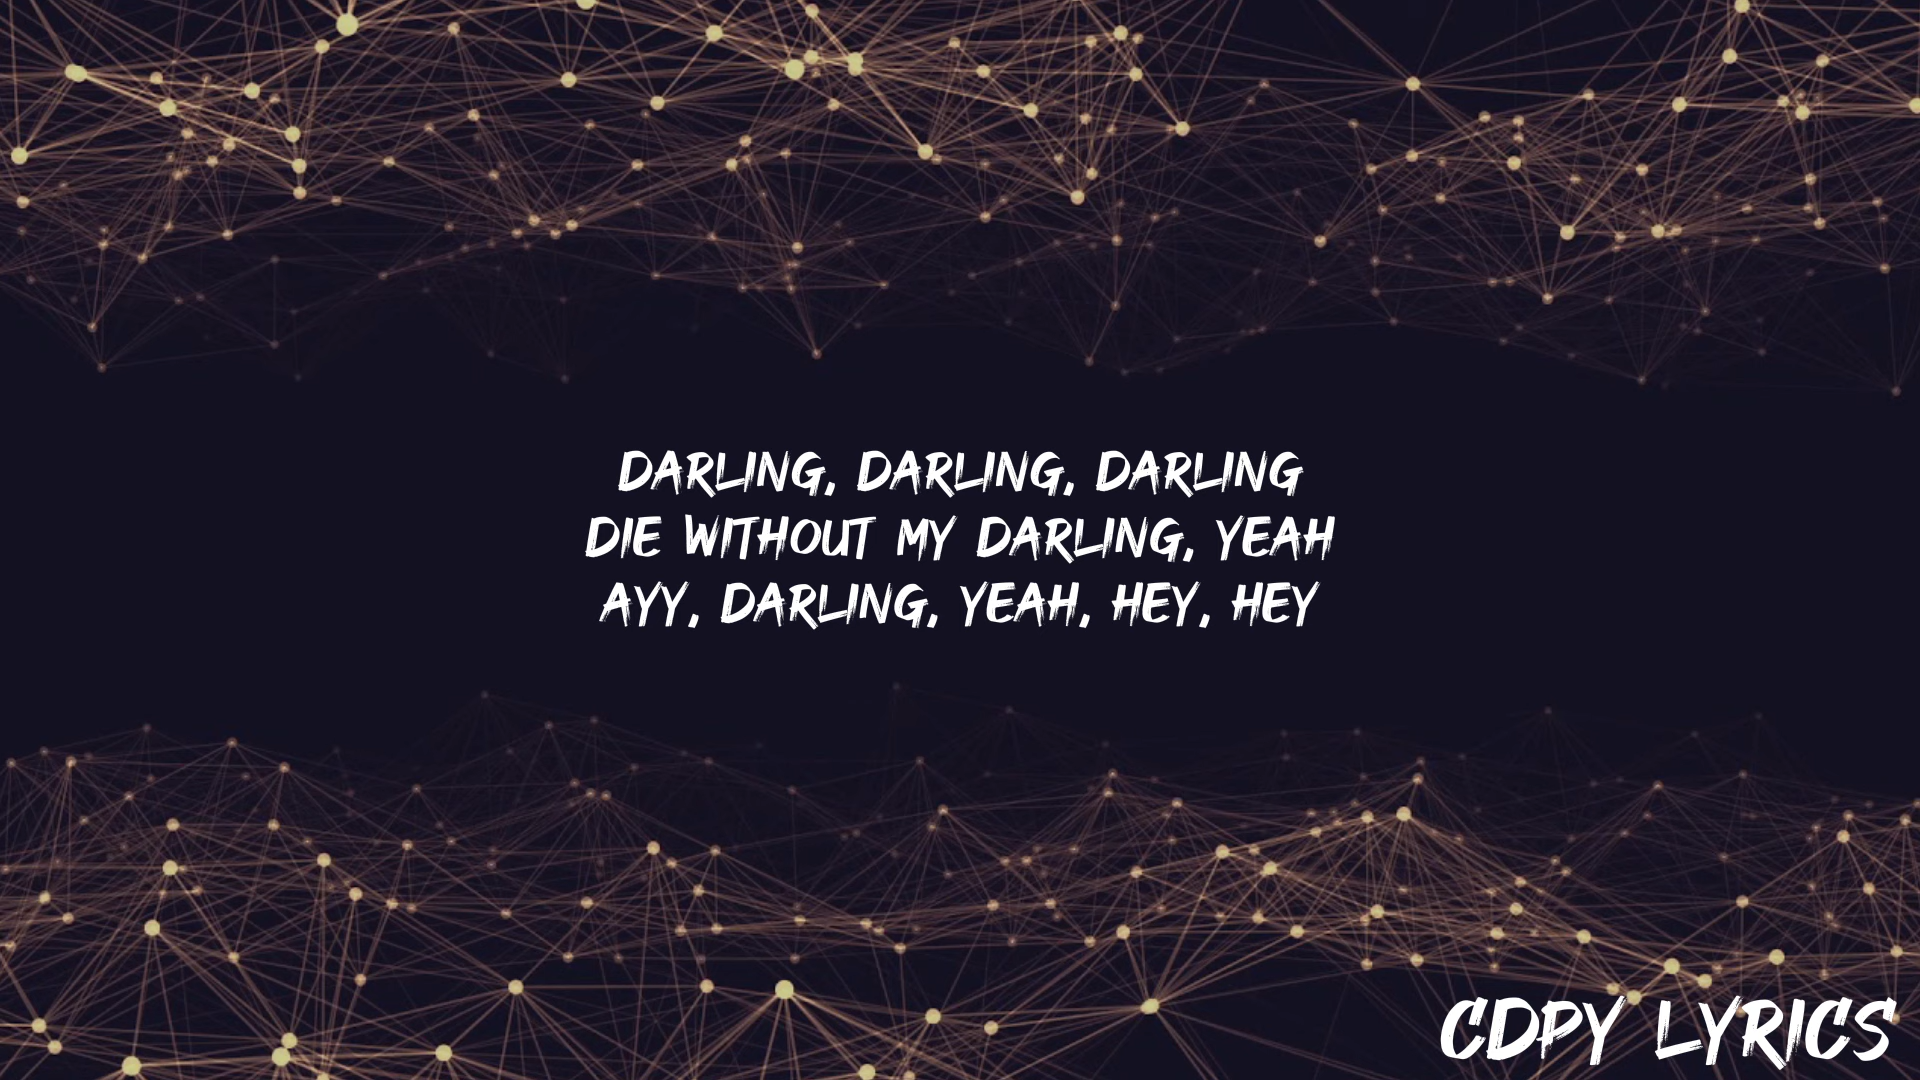 DARLING, DARLING, DARLING
DIE WITHOUT MY DARLING, YEAH
AYY, DARLING, YEAH, HEY, HEY
CDPY LYRICS